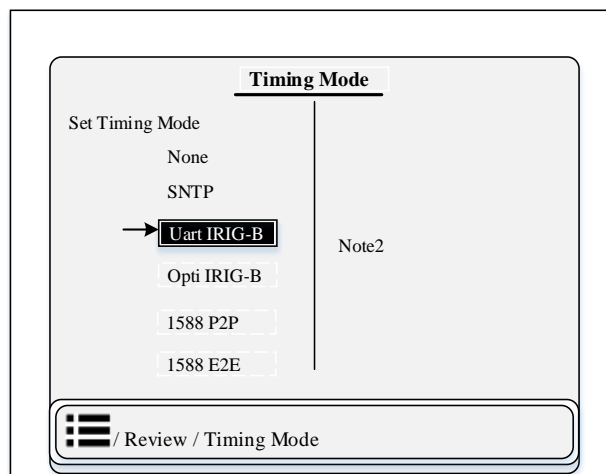 Timing Mode
Set Timing Mode
None
SNTP
Uart IRIG-B
Note2
Opti IRIG-B
1588 P2P
1588 E2E
/ Review / Timing Mode